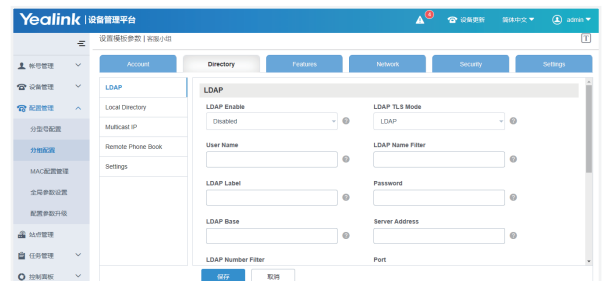 Yealink | 设备管理平台
4
设备更新
简体中文
admin
设置模板参数 | 客服小组
帐号管理
设备管理
配置管理
分型号配置
分组配置
MAC配置管理
全局参数设置
配置参数升级
站点管理
任务管理
控制面板
Account
Directory
Features
Network
Security
Settings
LDAP
Local Directory
Multicast IP
Remote Phone Book
Settings
LDAP
LDAP Enable
LDAP TLS Mode
Disabled
LDAP
User Name
LDAP Name Filter
LDAP Label
Password
LDAP Base
Server Address
LDAP Number Filter
Port
保存
取消